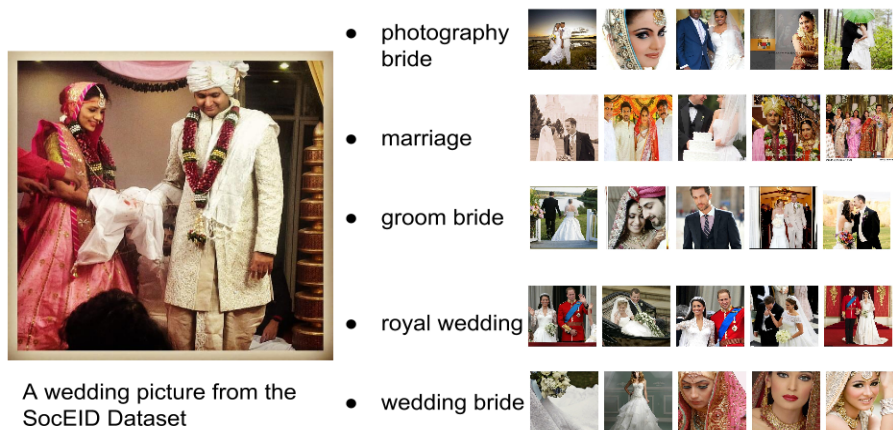 photography
bride
marriage
groom bride
royal wedding
wedding bride
A wedding picture from the
SocEID Dataset